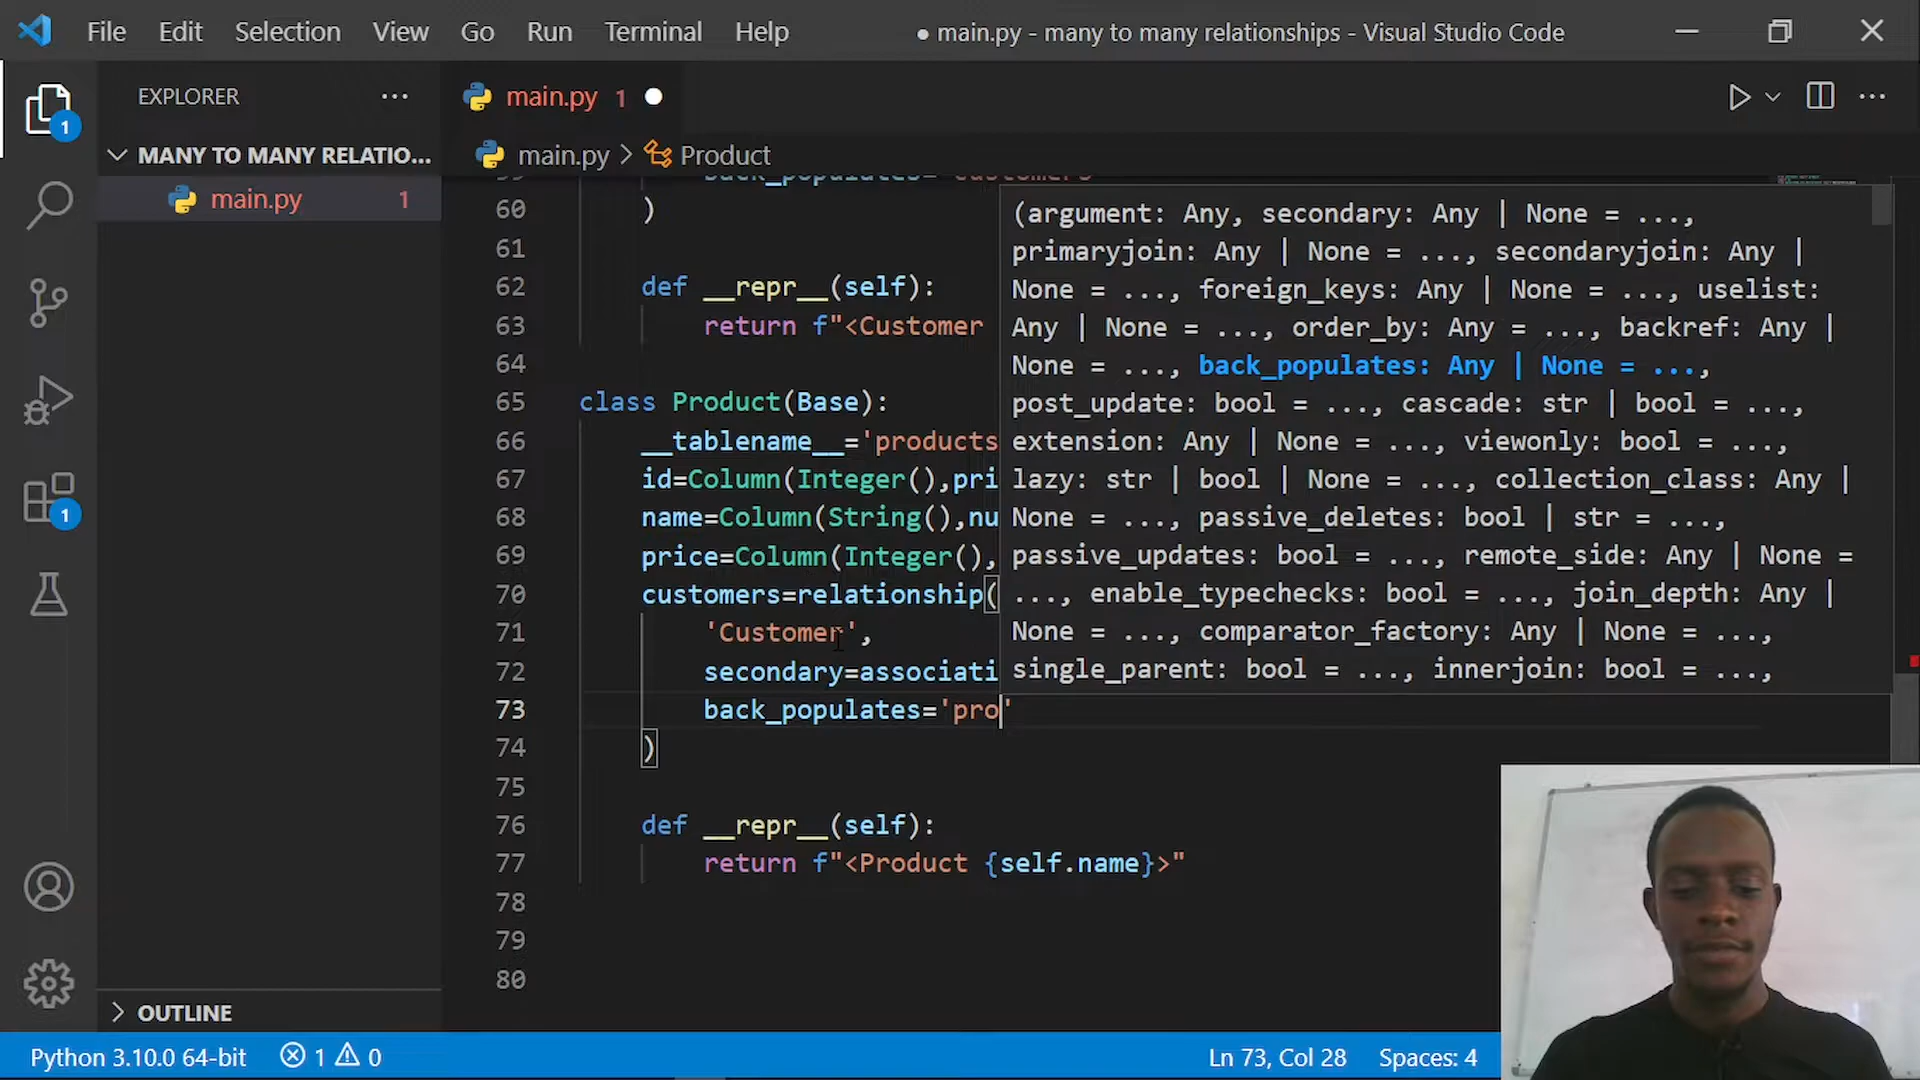 File Edit Selection View Go Run Terminal Help
● main.py - many to many relationships - Visual Studio Code
EXPLORER
main.py 1
MANY TO MANY RELATIO...
main.py > Product
main.py 1
back_populates='customers'
60 )
61
62 def __repr__(self):
63 return f"<Customer
64
65 class Product(Base):
66 __tablename__='products
67 id=Column(Integer(),pri
68 name=Column(String(),nu
69 price=Column(Integer(),
70 customers=relationship(
71 'Customer',
72 secondary=associati
73 back_populates='pro'
74 )
75
76 def __repr__(self):
77 return f"<Product {self.name}>"
78
79
80
(argument: Any, secondary: Any | None = ...,
primaryjoin: Any | None = ..., secondaryjoin: Any |
None = ..., foreign_keys: Any | None = ..., uselist:
Any | None = ..., order_by: Any = ..., backref: Any |
None = ..., back_populates: Any | None = ...,
post_update: bool = ..., cascade: str | bool = ...,
extension: Any | None = ..., viewonly: bool = ...,
lazy: str | bool | None = ..., collection_class: Any |
None = ..., passive_deletes: bool | str = ...,
passive_updates: bool = ..., remote_side: Any | None =
..., enable_typechecks: bool = ..., join_depth: Any |
None = ..., comparator_factory: Any | None = ...,
single_parent: bool = ..., innerjoin: bool = ...,
1
1
OUTLINE
Python 3.10.0 64-bit 1 0
Ln 73, Col 28 Spaces: 4